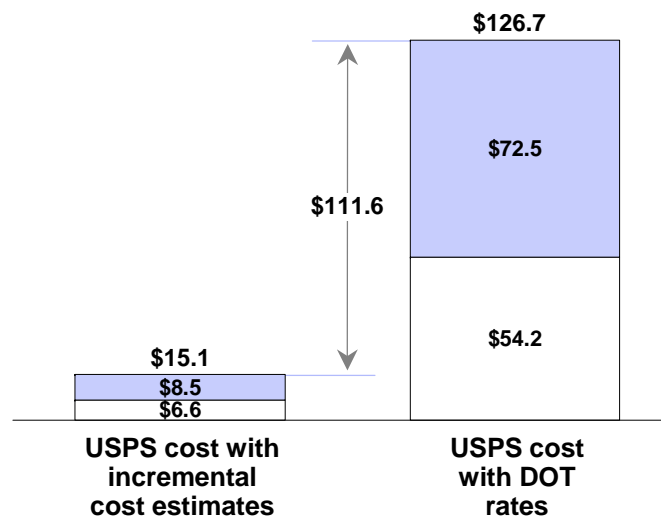 $126.7
$72.5
$111.6
$54.2
$15.1
$8.5
$6.6
USPS cost with
incremental
cost estimates
USPS cost
with DOT
rates